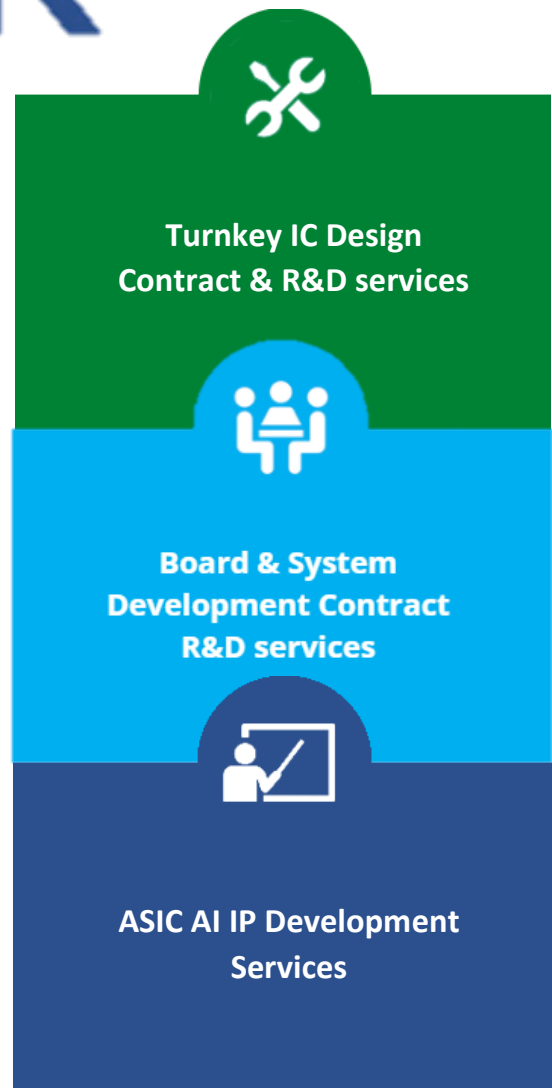 Turnkey IC Design
Contract & R&D services
Board & System
Development Contract
R&D services
ASIC AI IP Development
Services